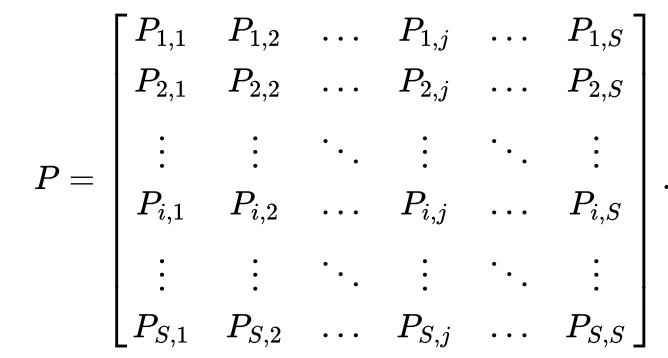 P = [ P_{1,1} P_{1,2} … P_{1,j} … P_{1,S}
P_{2,1} P_{2,2} … P_{2,j} … P_{2,S}
⋮ ⋮ ⋱ ⋮ ⋱ ⋮
P_{i,1} P_{i,2} … P_{i,j} … P_{i,S}
⋮ ⋮ ⋱ ⋮ ⋱ ⋮
P_{S,1} P_{S,2} … P_{S,j} … P_{S,S} ] .